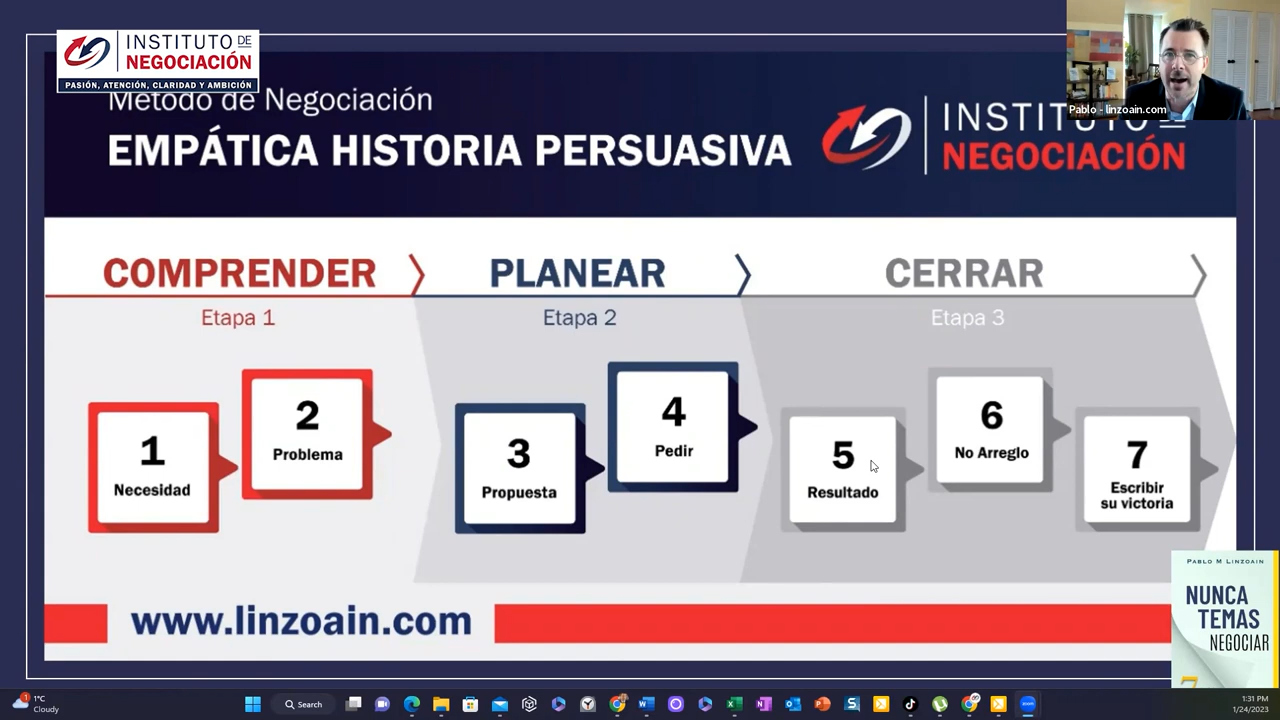 INSTITUTO DE
NEGOCIACIÓN
PASIÓN, ATENCIÓN, CLARIDAD Y AMBICIÓN
Método de Negociación
EMPÁTICA HISTORIA PERSUASIVA
INSTITUTO DE
NEGOCIACIÓN
Pablo - linzoain.com
COMPRENDER
PLANEAR
CERRAR
Etapa 1
Etapa 2
Etapa 3
1
Necesidad
2
Problema
3
Propuesta
4
Pedir
5
Resultado
6
No Arreglo
7
Escribir
su victoria
www.linzoain.com
PABLO M LINZOAIN
NUNCA
TEMAS
NEGOCIAR
7
1
1°C
Cloudy
Search
1:31 PM
1/24/2023